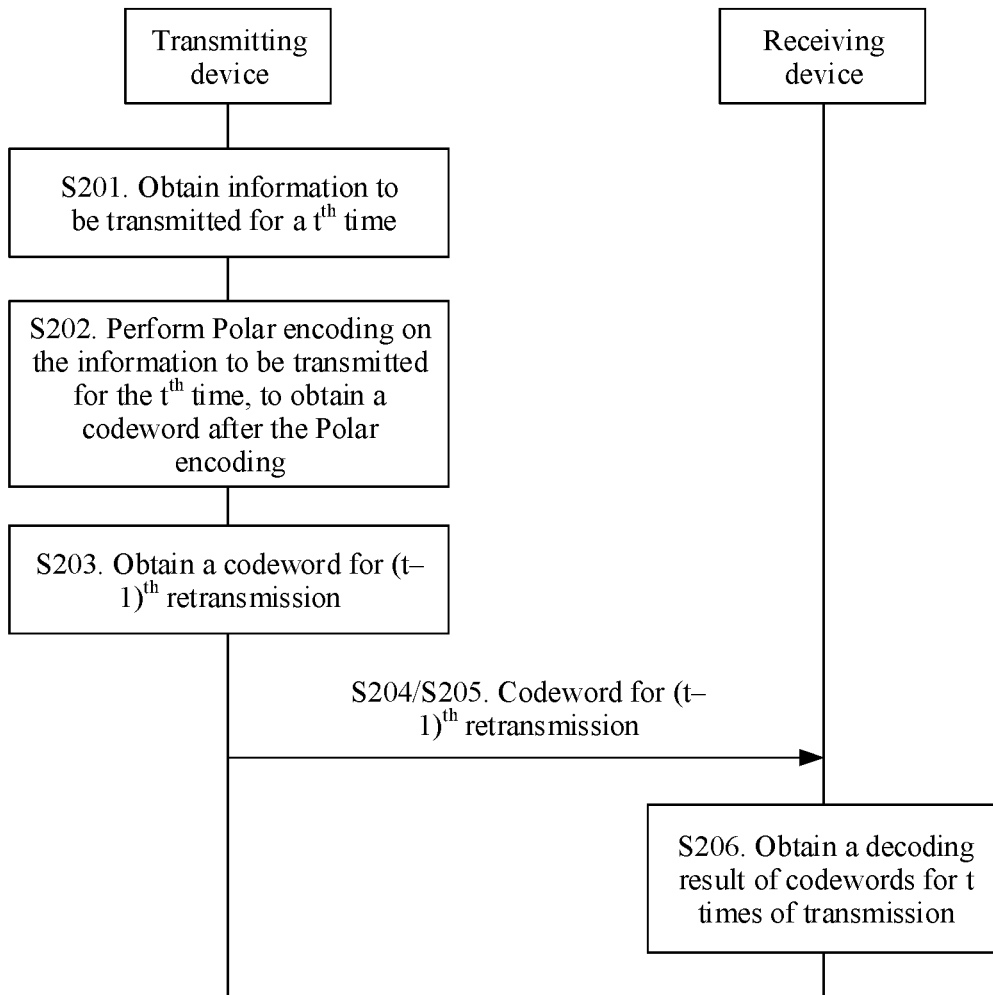 Transmitting
device
Receiving
device
S201. Obtain information to
be transmitted for a tth time
S202. Perform Polar encoding on
the information to be transmitted
for the tth time, to obtain a
codeword after the Polar
encoding
S203. Obtain a codeword for (t–
1)th retransmission
S204/S205. Codeword for (t–
1)th retransmission
S206. Obtain a decoding
result of codewords for t
times of transmission